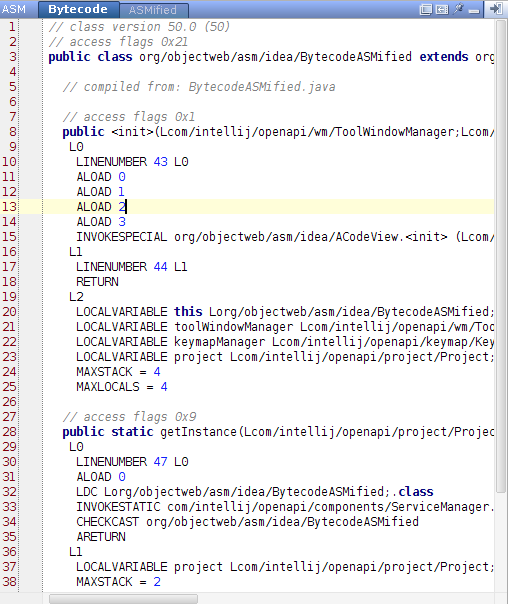 ASM Bytecode ASMified
1 // class version 50.0 (50)
2 // access flags 0x21
3 public class org/objectweb/asm/idea/BytecodeASMified extends org
4
5 // compiled from: BytecodeASMified.java
6
7 // access flags 0x1
8 public <init>(Lcom/intellij/openapi/wm/ToolWindowManager;Lcom/
9 L0
10 LINENUMBER 43 L0
11 ALOAD 0
12 ALOAD 1
13 ALOAD 2
14 ALOAD 3
15 INVOKESPECIAL org/objectweb/asm/idea/ACodeView.<init> (Lcom/
16 L1
17 LINENUMBER 44 L1
18 RETURN
19 L2
20 LOCALVARIABLE this Lorg/objectweb/asm/idea/BytecodeASMified;
21 LOCALVARIABLE toolWindowManager Lcom/intellij/openapi/wm/Too
22 LOCALVARIABLE keymapManager Lcom/intellij/openapi/keymap/Key
23 LOCALVARIABLE project Lcom/intellij/openapi/project/Project;
24 MAXSTACK = 4
25 MAXLOCALS = 4
26
27 // access flags 0x9
28 public static getInstance(Lcom/intellij/openapi/project/Projec
29 L0
30 LINENUMBER 47 L0
31 ALOAD 0
32 LDC Lorg/objectweb/asm/idea/BytecodeASMified;.class
33 INVOKESTATIC com/intellij/openapi/components/ServiceManager.
34 CHECKCAST org/objectweb/asm/idea/BytecodeASMified
35 ARETURN
36 L1
37 LOCALVARIABLE project Lcom/intellij/openapi/project/Project;
38 MAXSTACK = 2